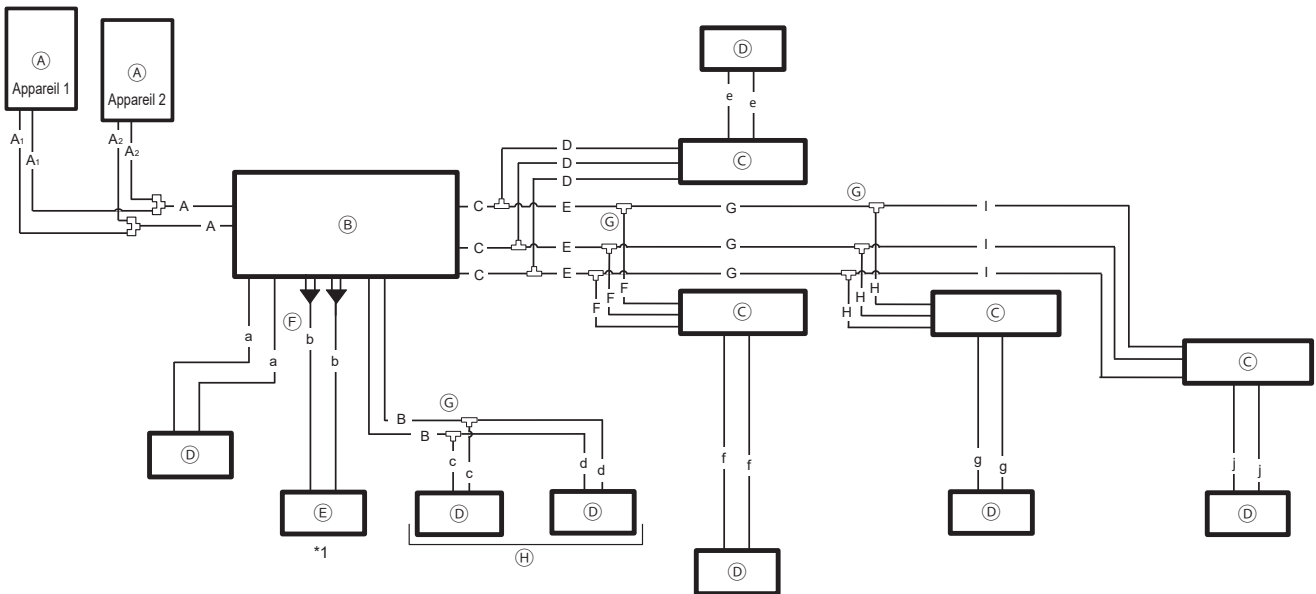 Ⓐ
Appareil 1
Ⓐ
Appareil 2
A₁
A₁
A₂
A₂
A
A
Ⓑ
Ⓓ
e
e
Ⓒ
D
D
D
C
E
Ⓖ
G
Ⓖ
I
C
E
G
I
C
E
G
I
F
F
F
Ⓒ
H
H
H
Ⓒ
Ⓒ
a
a
Ⓕ
b
b
Ⓖ
B
B
c
c
d
d
f
f
g
g
j
j
Ⓓ
Ⓔ
*1
Ⓓ
Ⓓ
Ⓗ
Ⓓ
Ⓓ
Ⓓ